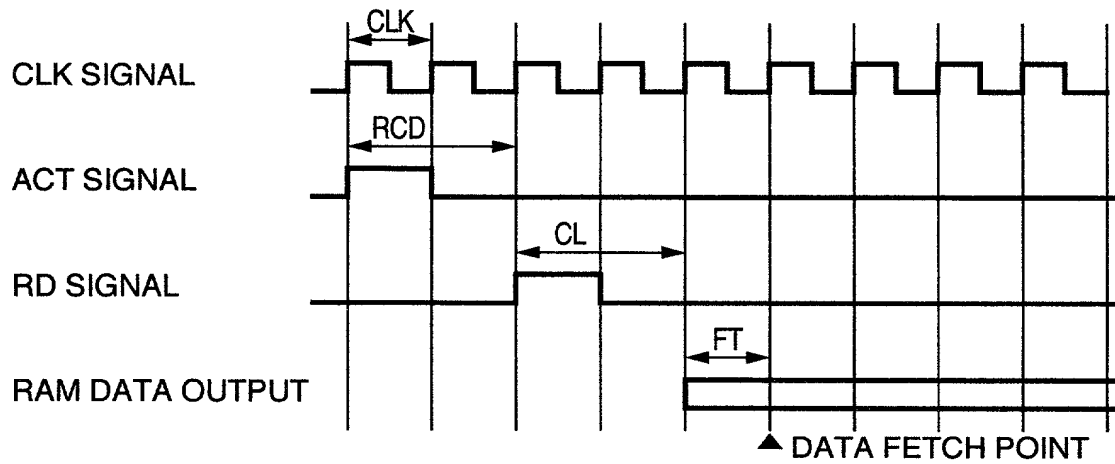 CLK
CLK SIGNAL
RCD
ACT SIGNAL
CL
RD SIGNAL
FT
RAM DATA OUTPUT
DATA FETCH POINT